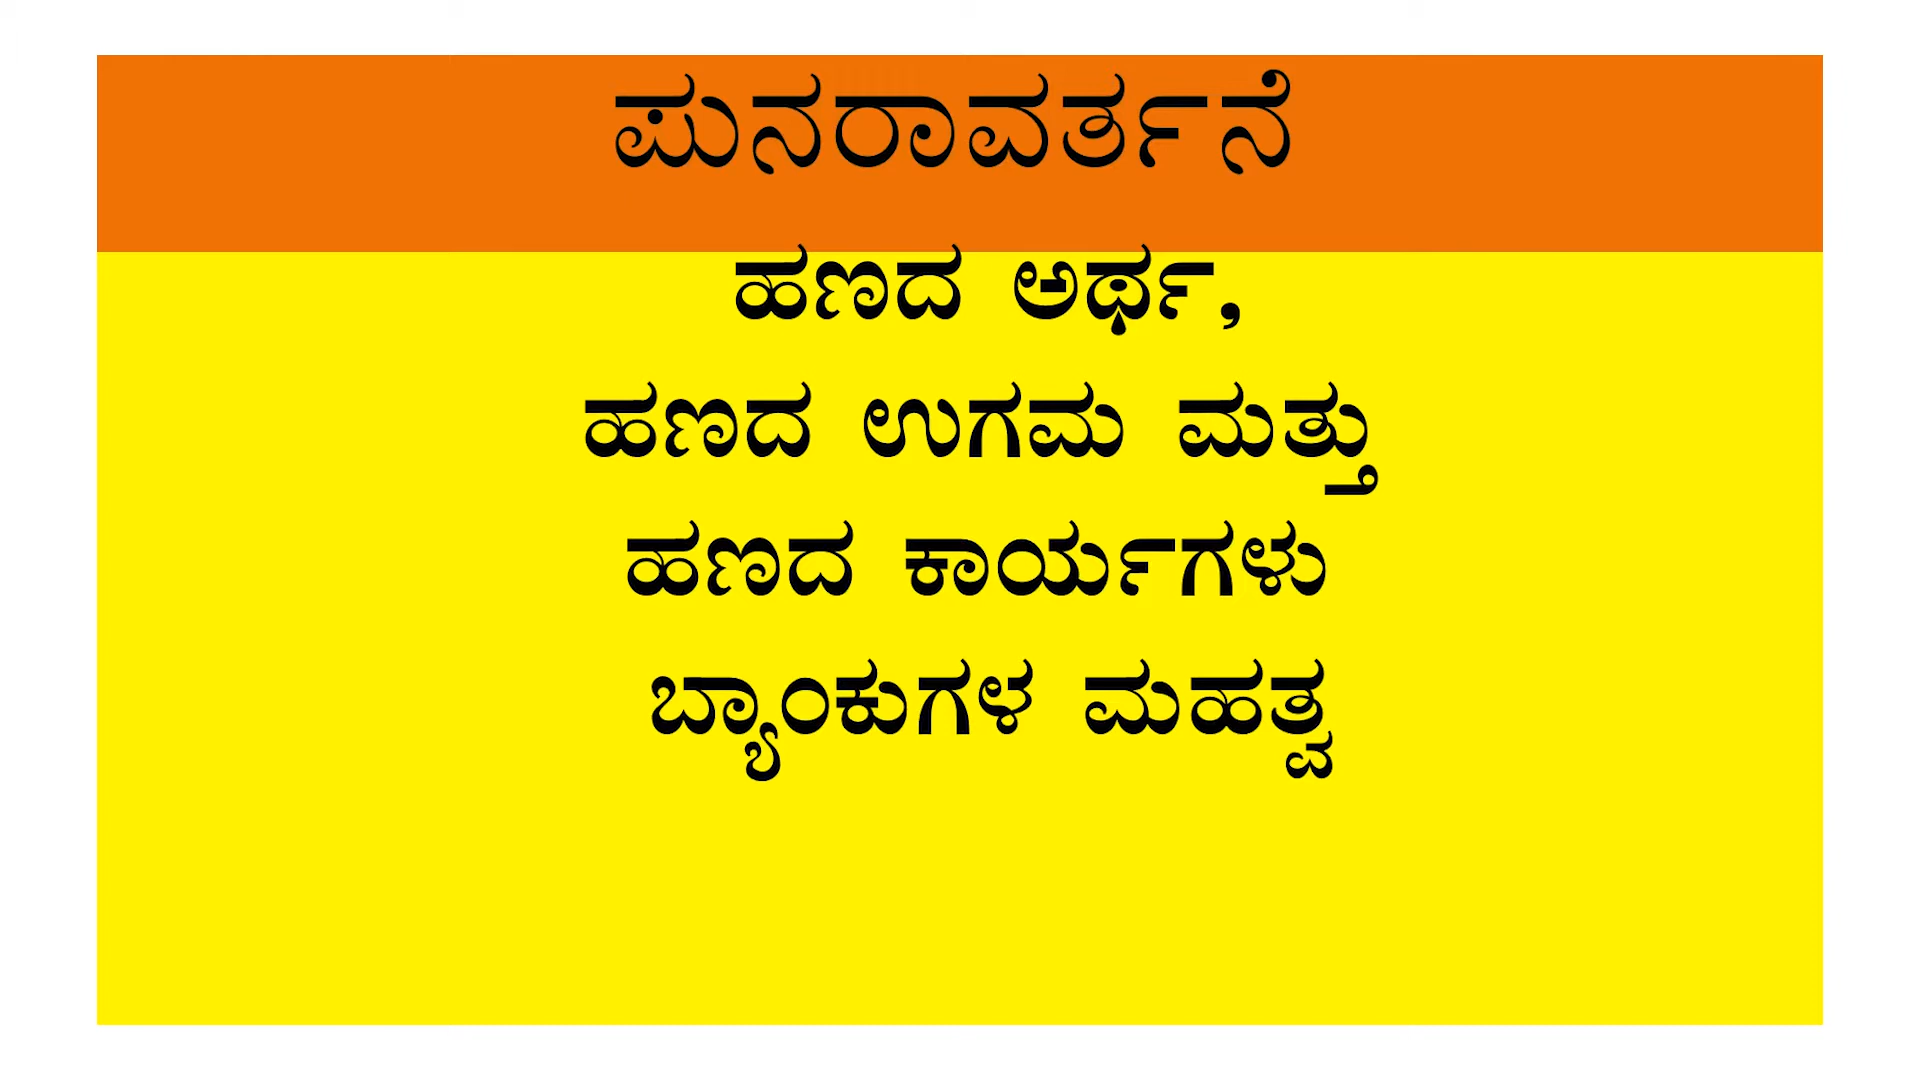 ಪುನರಾವರ್ತನೆ
ಹಣದ ಅರ್ಥ,
ಹಣದ ಉಗಮ ಮತ್ತು
ಹಣದ ಕಾರ್ಯಗಳು
ಬ್ಯಾಂಕುಗಳ ಮಹತ್ವ